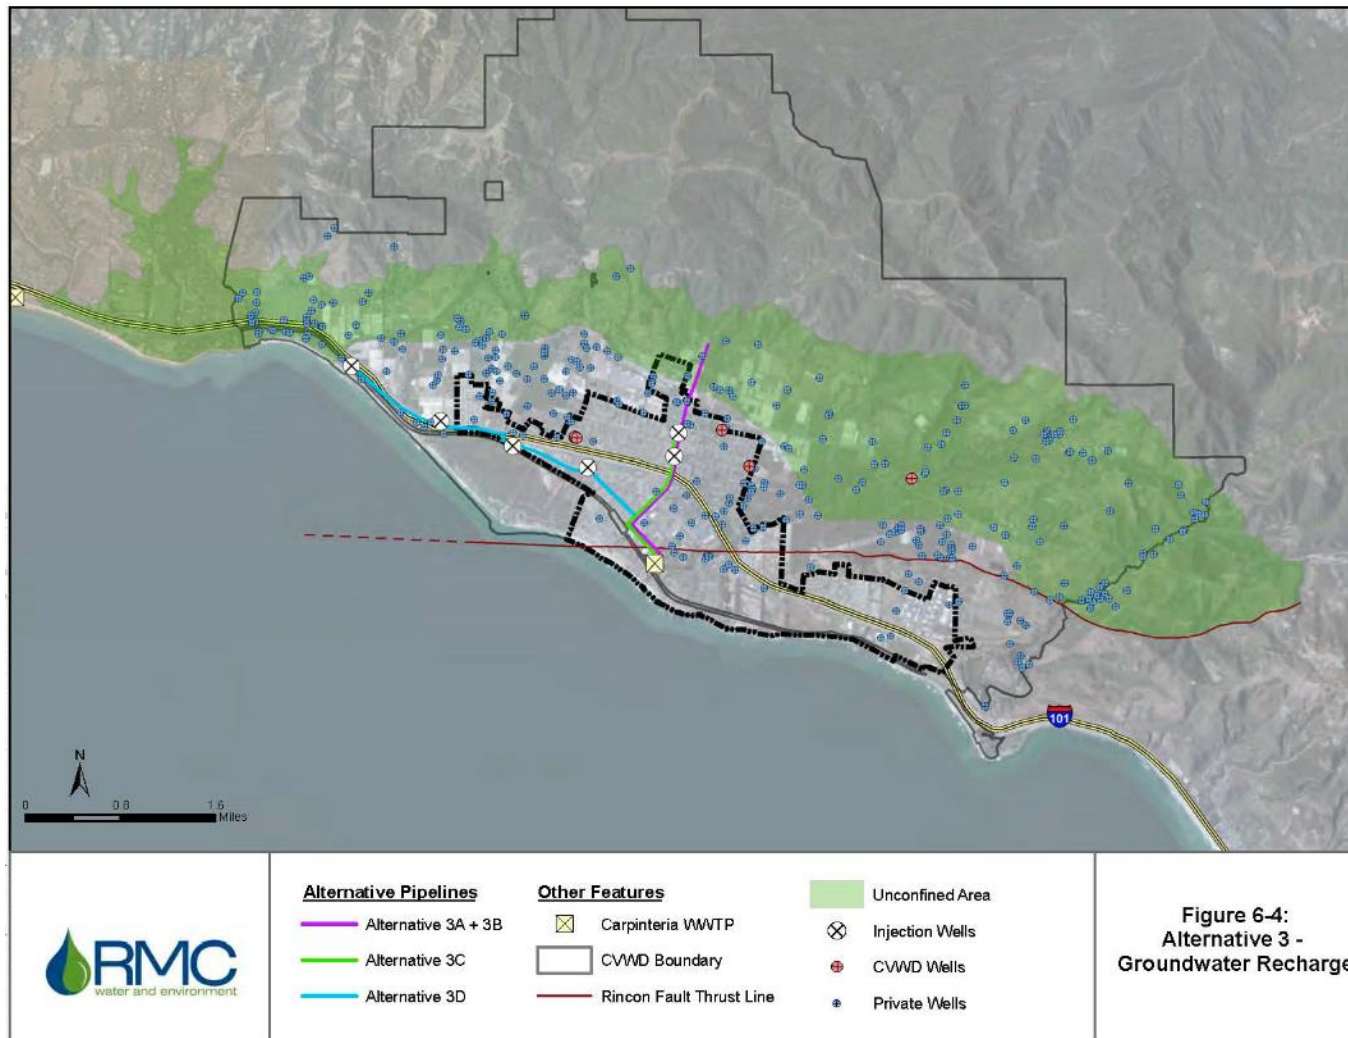 101
N
0 0.8 1.6
Miles
RMC
water and environment
Alternative Pipelines
Alternative 3A + 3B
Alternative 3C
Alternative 3D
Other Features
Carpinteria WWTP
CVWD Boundary
Rincon Fault Thrust Line
Unconfined Area
Injection Wells
CVWD Wells
Private Wells
Figure 6-4:
Alternative 3 -
Groundwater Recharge